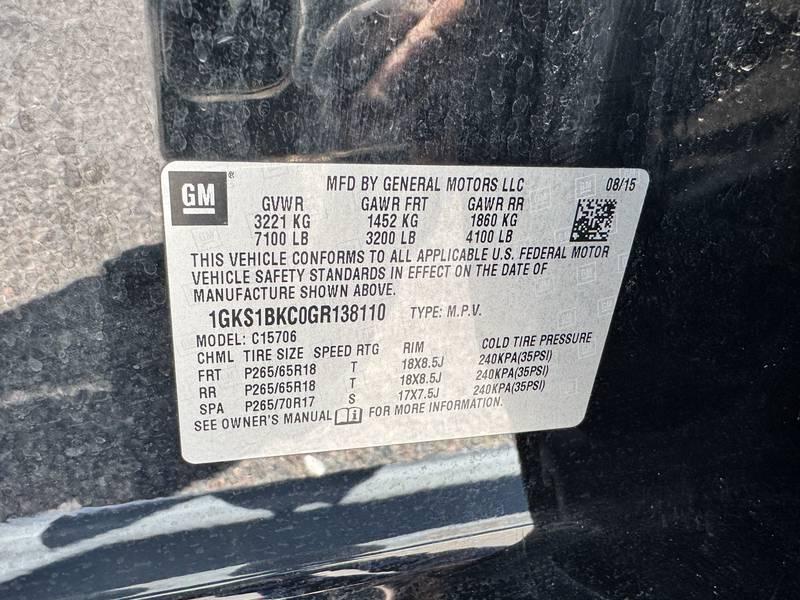 GM ®
MFD BY GENERAL MOTORS LLC 08/15
GVWR GAWR FRT GAWR RR
3221 KG 1452 KG 1860 KG
7100 LB 3200 LB 4100 LB
THIS VEHICLE CONFORMS TO ALL APPLICABLE U.S. FEDERAL MOTOR
VEHICLE SAFETY STANDARDS IN EFFECT ON THE DATE OF
MANUFACTURE SHOWN ABOVE.
1GKS1BKC0GR138110 TYPE: M.P.V.
MODEL: C15706
CHML TIRE SIZE SPEED RTG RIM COLD TIRE PRESSURE
FRT P265/65R18 T 18X8.5J 240KPA(35PSI)
RR P265/65R18 T 18X8.5J 240KPA(35PSI)
SPA P265/70R17 S 17X7.5J 240KPA(35PSI)
SEE OWNER'S MANUAL i FOR MORE INFORMATION.